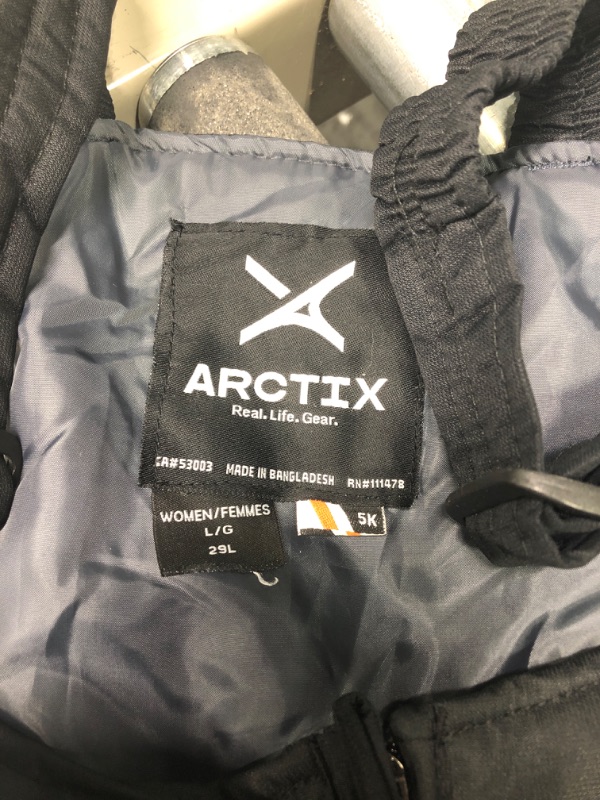 ARCTIX
Real. Life. Gear.
CA#53003 MADE IN BANGLADESH RN#111478
WOMEN/FEMMES
L/G
29L
5K